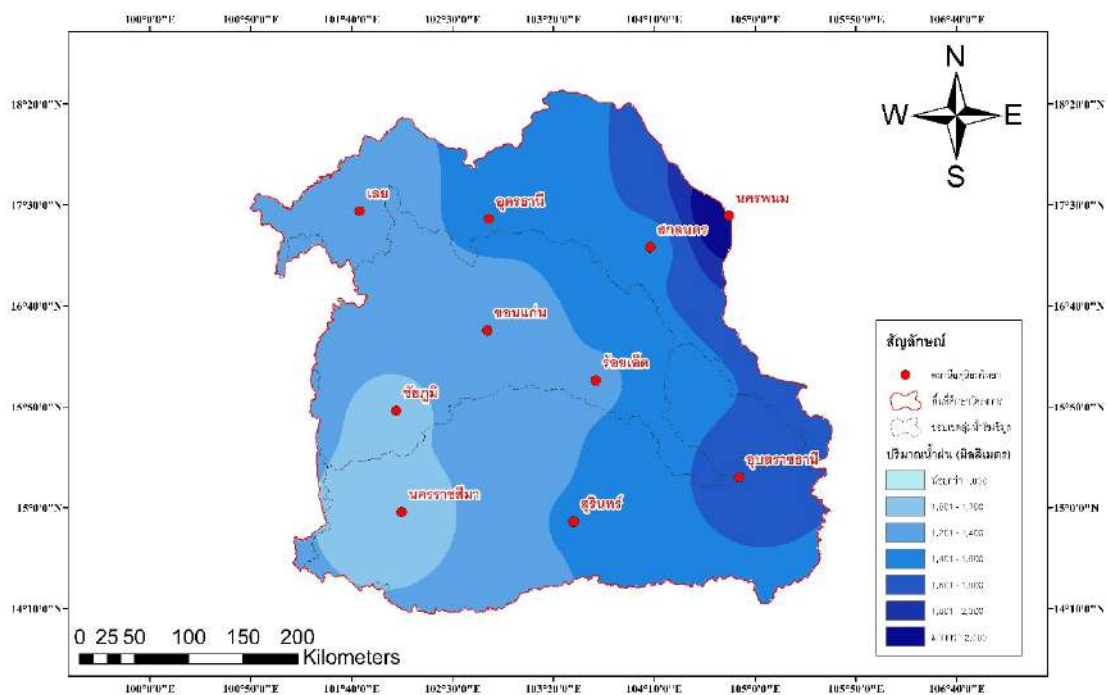 100°0'0"E 100°50'0"E 101°40'0"E 102°30'0"E 103°20'0"E 104°10'0"E 105°0'0"E 105°50'0"E 106°40'0"E
N
18°20'0"N 18°20'0"N
W E
S
เลย
นครพนม
17°30'0"N อุดรธานี 17°30'0"N
สกลนคร
16°40'0"N 16°40'0"N
ขอนแก่น
สัญลักษณ์
ร้อยเอ็ด
ชัยภูมิ
15°50'0"N 15°50'0"N
ปริมาณน้ำฝน (มิลลิเมตร)
อุบลราชธานี
นครราชสีมา
15°0'0"N สุรินทร์ 15°0'0"N
1,201 - 1,400
14°10'0"N 14°10'0"N
0 25 50 100 150 200
Kilometers
100°0'0"E 100°50'0"E 101°40'0"E 102°30'0"E 103°20'0"E 104°10'0"E 105°0'0"E 105°50'0"E 106°40'0"E